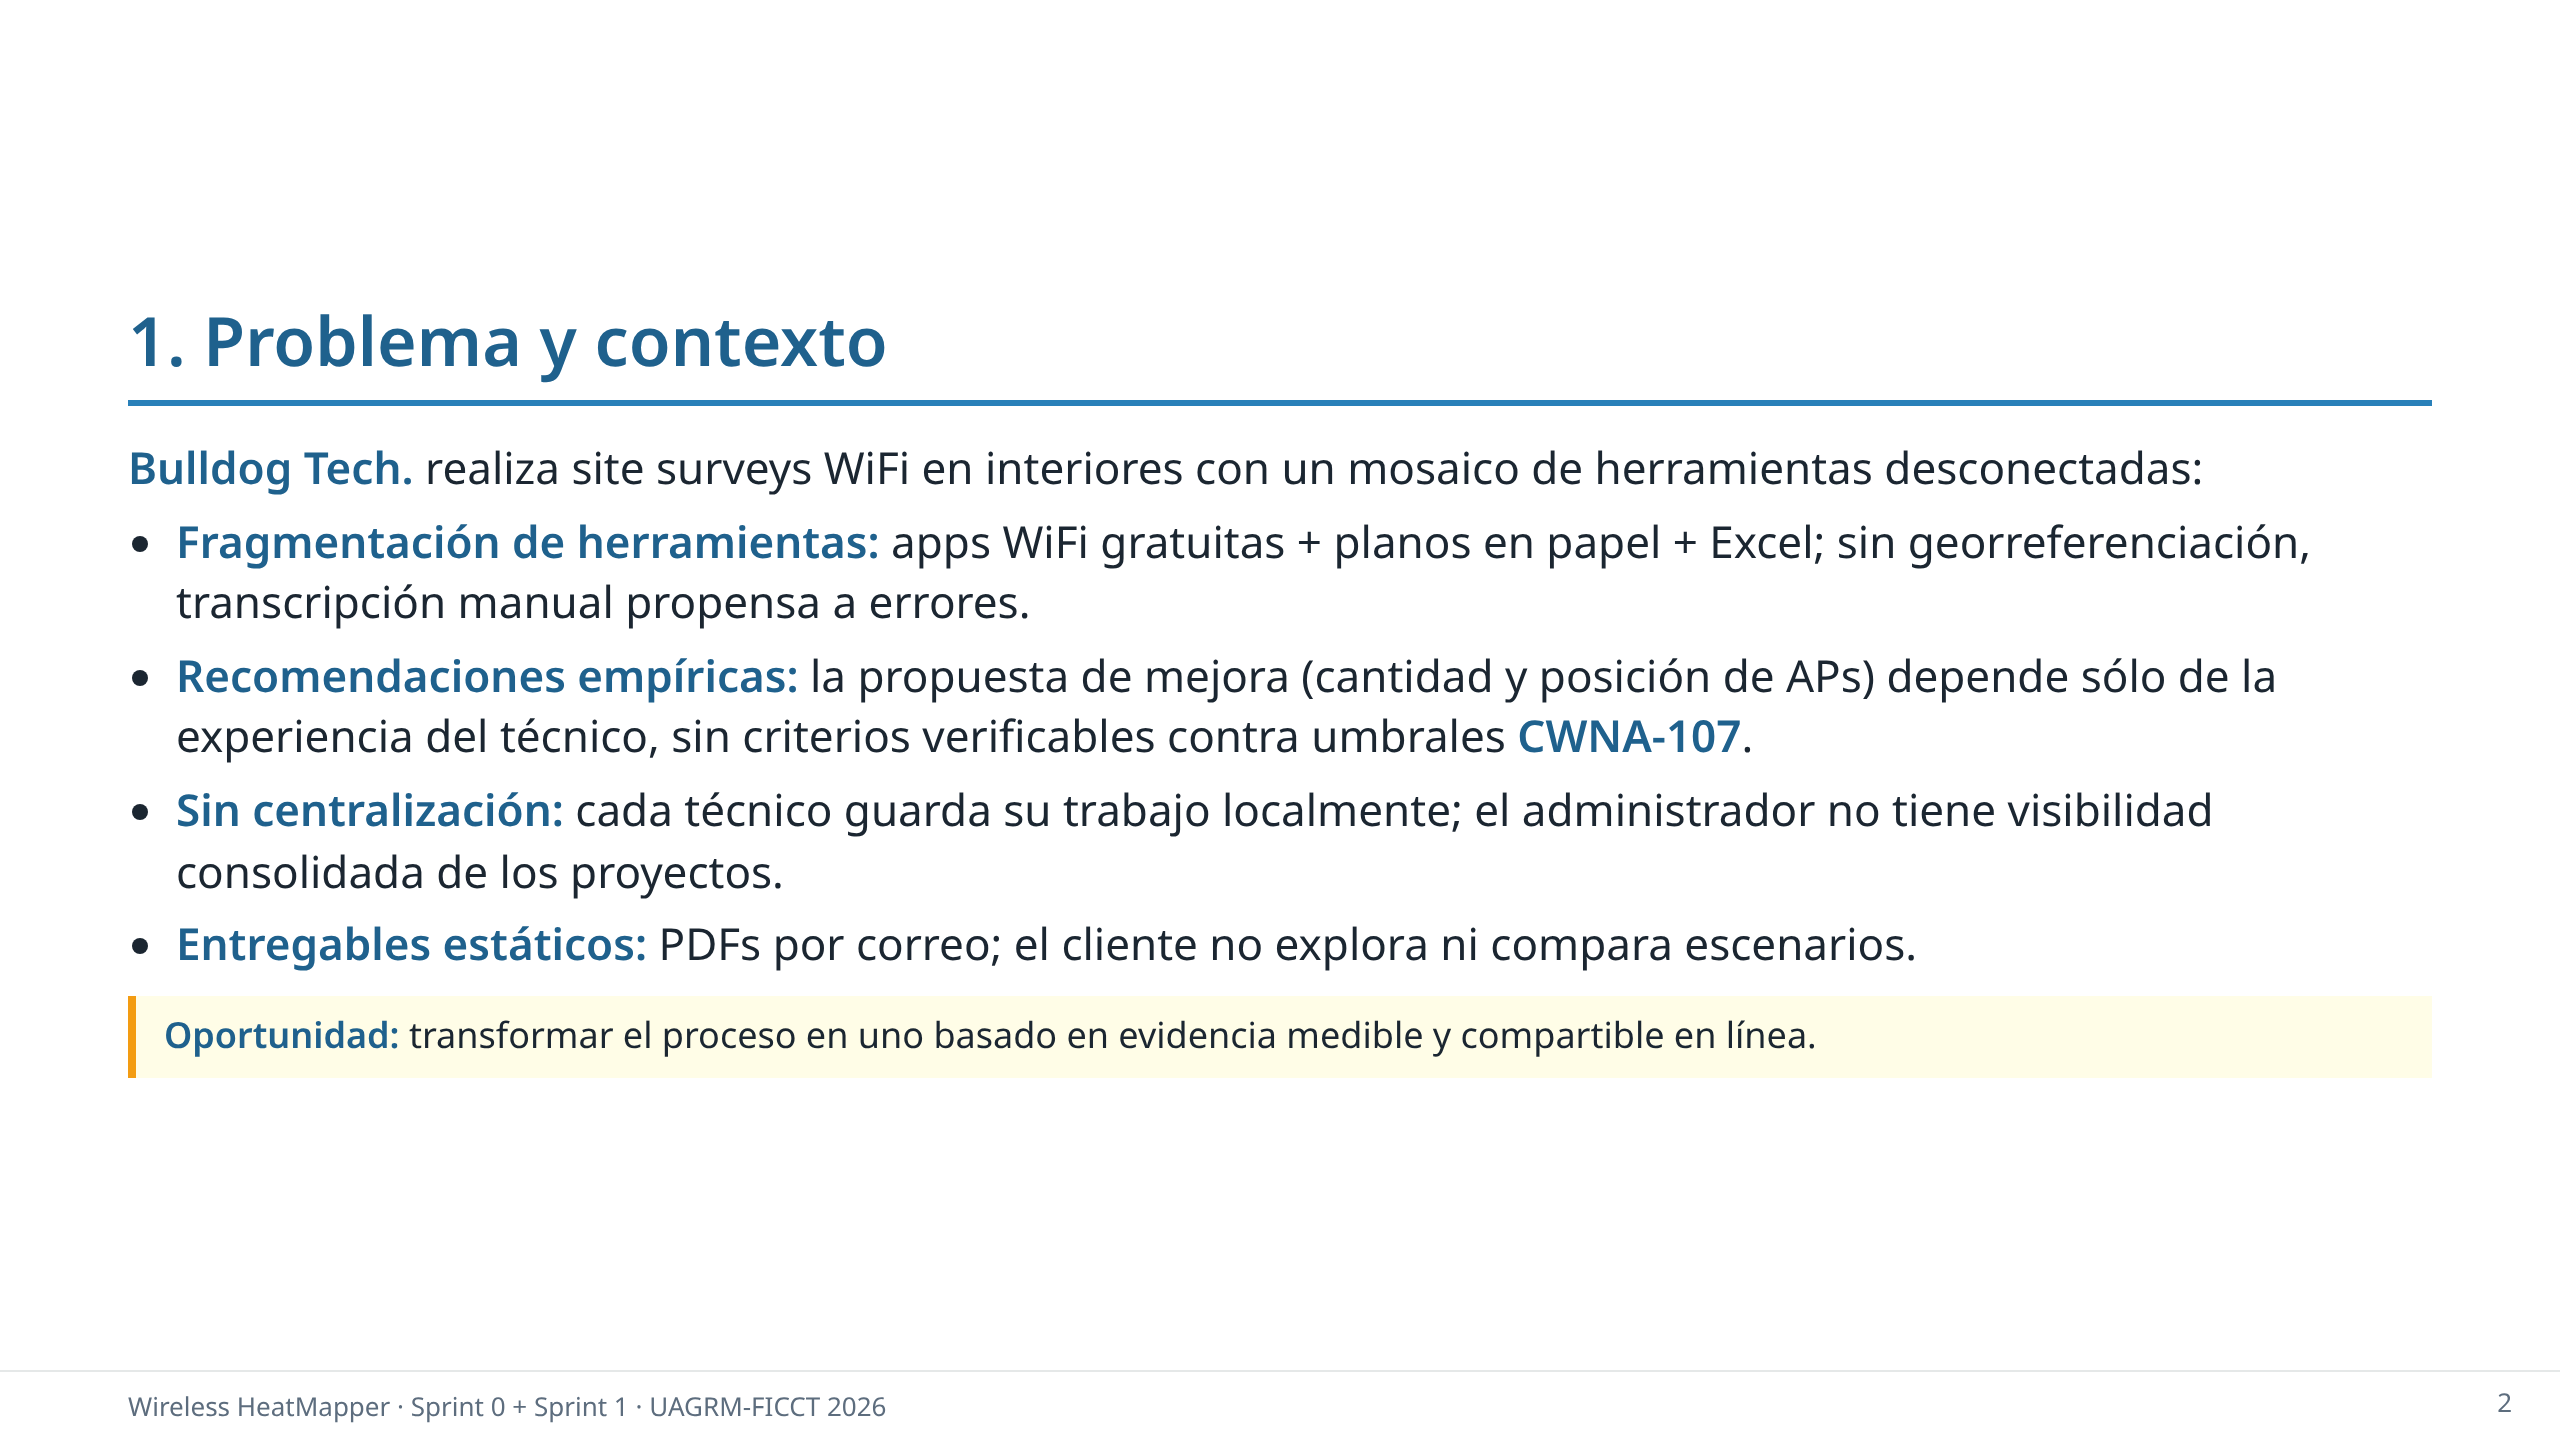 1. Problema y contexto
Bulldog Tech. realiza site surveys WiFi en interiores con un mosaico de herramientas desconectadas:
• Fragmentación de herramientas: apps WiFi gratuitas + planos en papel + Excel; sin georreferenciación,
transcripción manual propensa a errores.
• Recomendaciones empíricas: la propuesta de mejora (cantidad y posición de APs) depende sólo de la
experiencia del técnico, sin criterios verificables contra umbrales CWNA-107.
• Sin centralización: cada técnico guarda su trabajo localmente; el administrador no tiene visibilidad
consolidada de los proyectos.
• Entregables estáticos: PDFs por correo; el cliente no explora ni compara escenarios.
Oportunidad: transformar el proceso en uno basado en evidencia medible y compartible en línea.
Wireless HeatMapper · Sprint 0 + Sprint 1 · UAGRM-FICCT 2026
2